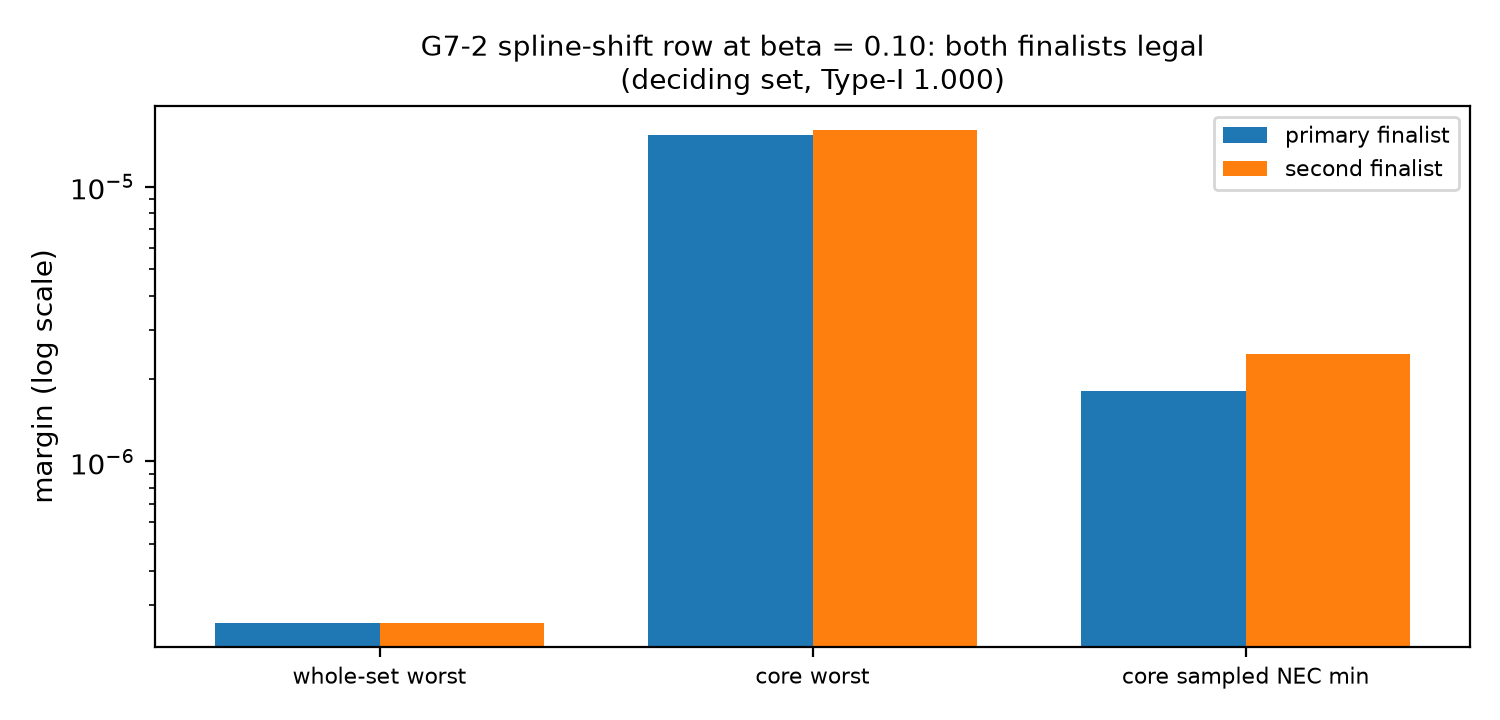 G7-2 spline-shift row at beta = 0.10: both finalists legal
(deciding set, Type-I 1.000)
primary finalist
second finalist
margin (log scale)
10⁻⁵
10⁻⁶
whole-set worst
core worst
core sampled NEC min